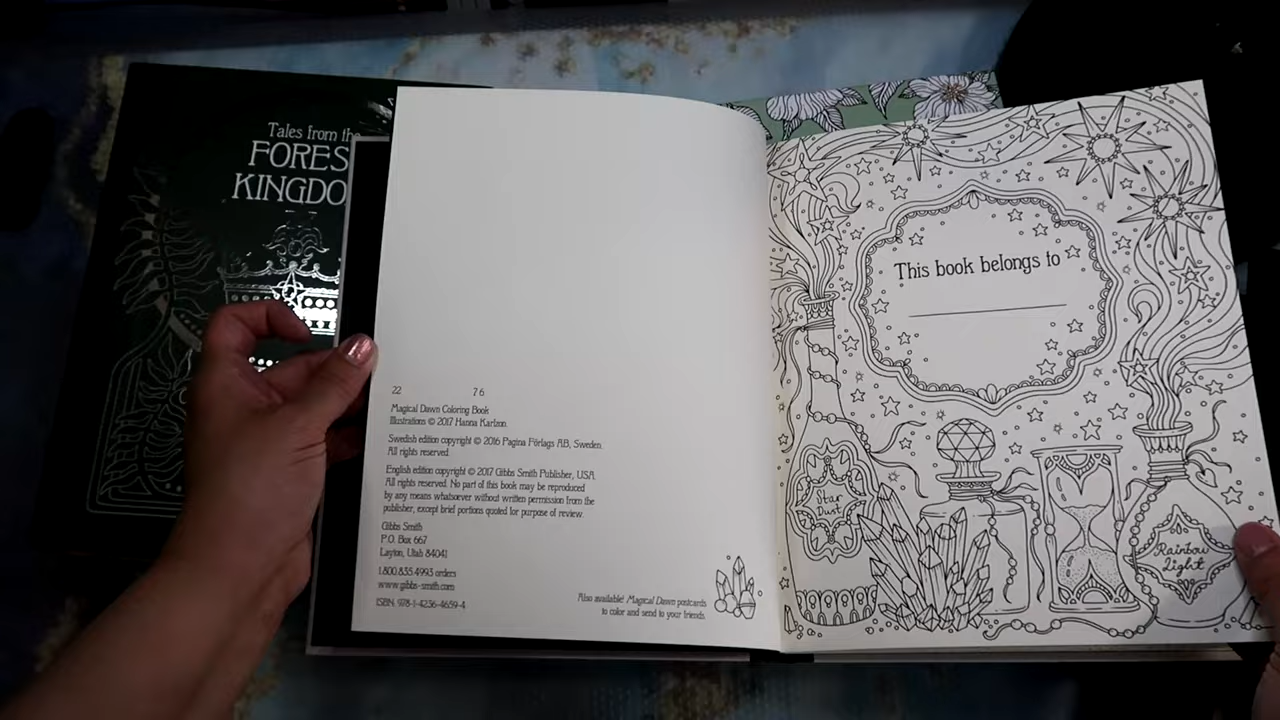 Tales from the
FORES
KINGDO
22 76
Magical Dawn Coloring Book
Illustrations © 2017 Hanna Karlzon
Swedish edition copyright © 2016 Pagina Förlags AB, Sweden.
All rights reserved.
English edition copyright © 2017 Gibbs Smith Publisher, USA.
All rights reserved. No part of this book may be reproduced
by any means whatsoever without written permission from the
publisher, except brief portions quoted for purpose of review.
Gibbs Smith
P.O. Box 667
Layton, Utah 84041
1.800.835.4993 orders
www.gibbs-smith.com
ISBN: 978-1-4236-4659-4
Also available! Magical Dawn postcards
to color and send to your friends.
This book belongs to
Star
Dust
Rainbow
Light